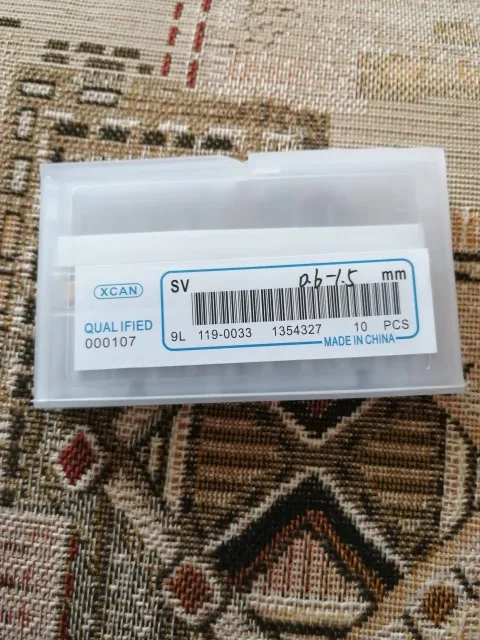 XCAN
QUALIFIED
000107
SV 0.6-1.5 mm
9L 119-0033 1354327 10 PCS
MADE IN CHINA